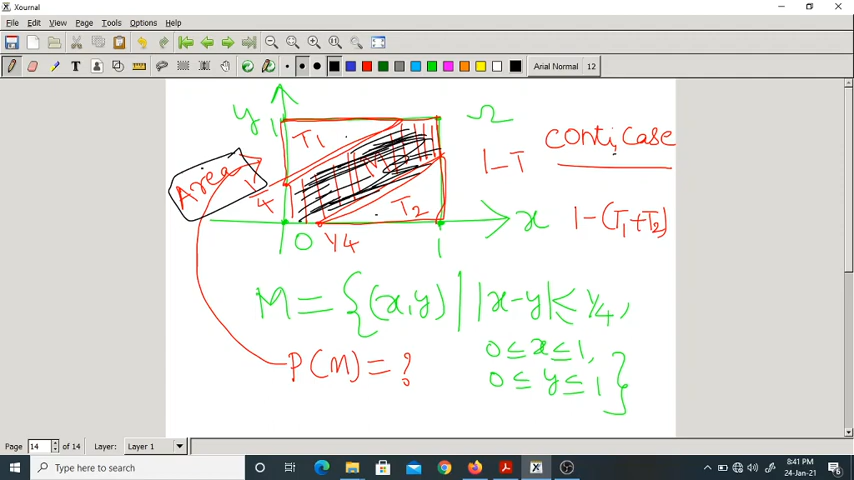 Xournal
File Edit View Page Tools Options Help
Arial Normal 12
y
1
Ω
T1
conti, case
1-T
Area
1/4
T2
x
1-(T1+T2)
0 1/4 1
M = {(x,y) | |x-y| ≤ 1/4,
0 ≤ x ≤ 1,
0 ≤ y ≤ 1}
P(M) = ?
Page 14 of 14 Layer: Layer 1
Type here to search
8:41 PM
24-Jan-21